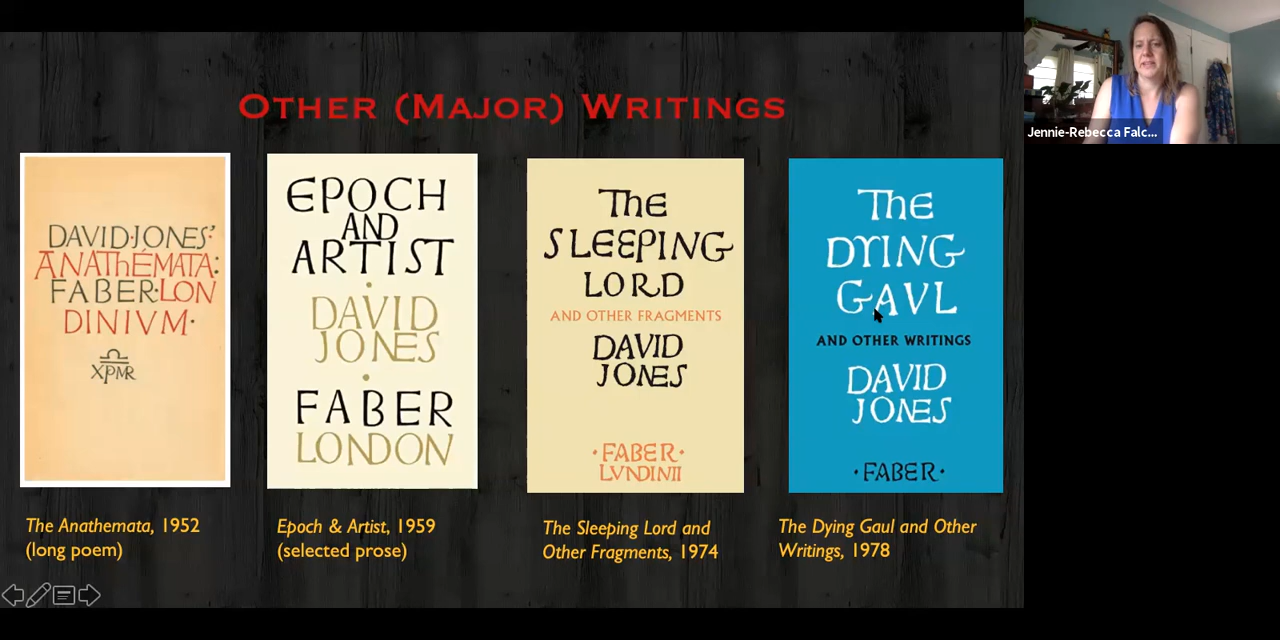 OTHER (MAJOR) WRITINGS
DAVID·JONES:
ANAThÉMATA:
FABER:LON
DINIVM·
XPMR
EPOCH
AND
ARTIST
DAVID
JONES
FABER
LONDON
The
SLEEPING
LORD
AND OTHER FRAGMENTS
DAVID
JONES
·FABER·
LVNDINII
The
DYING
GAVL
AND OTHER WRITINGS
DAVID
JONES
·FABER·
The Anathemata, 1952
(long poem)
Epoch & Artist, 1959
(selected prose)
The Sleeping Lord and
Other Fragments, 1974
The Dying Gaul and Other
Writings, 1978
Jennie-Rebecca Falc...